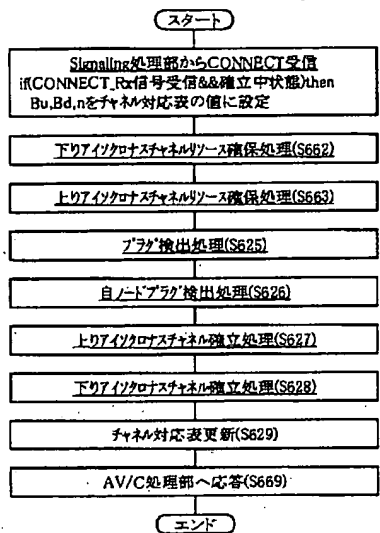 スタート
Signaling処理部からCONNECT受信
if(CONNECT_Rx信号受信&&確立中状態)then
Bu,Bd,nをチャネル対応表の値に設定
下りアイソクロナスチャネルリソース確保処理(S662)
上りアイソクロナスチャネルリソース確保処理(S663)
プラグ検出処理(S625)
自ノードプラグ検出処理(S626)
上りアイソクロナスチャネル確立処理(S627)
下りアイソクロナスチャネル確立処理(S628)
チャネル対応表更新(S629)
AV/C処理部へ応答(S669)
エンド